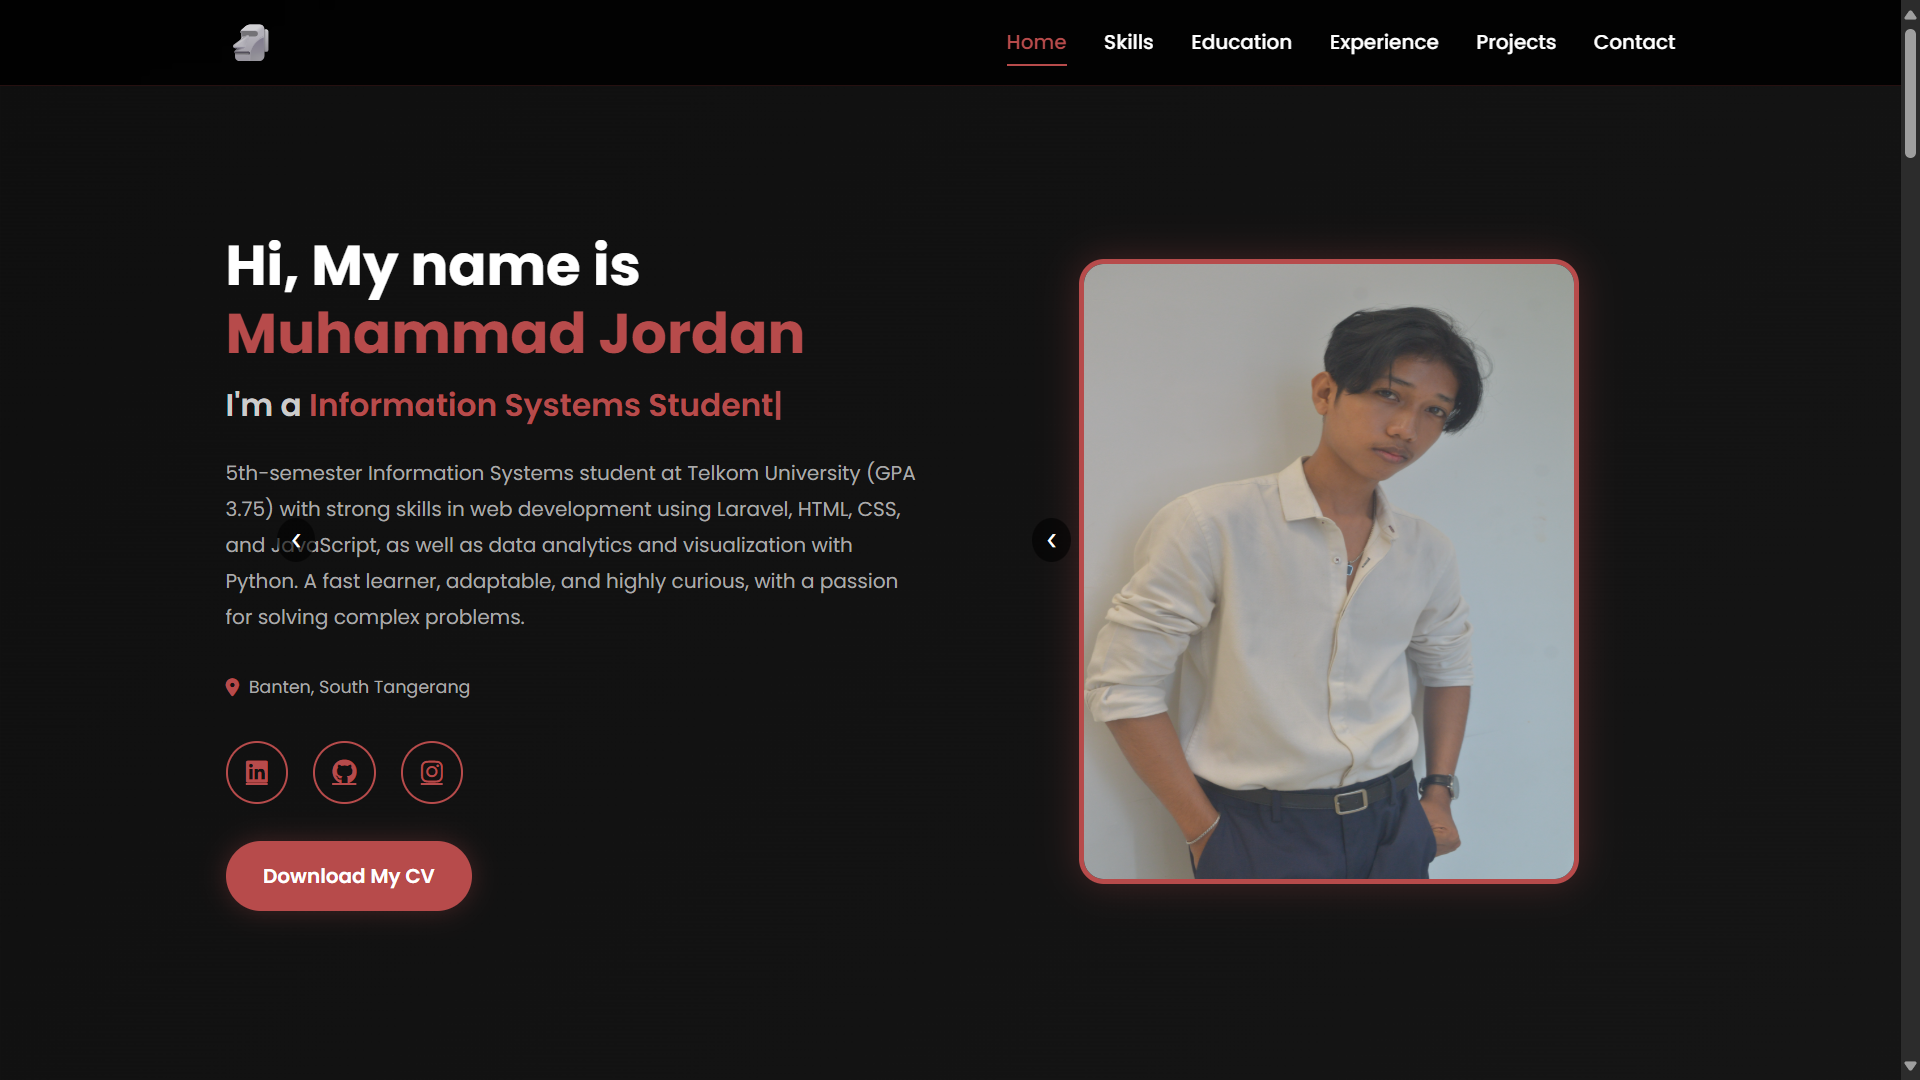 Home Skills Education Experience Projects Contact
Hi, My name is
Muhammad Jordan
I'm a Information Systems Student|
5th-semester Information Systems student at Telkom University (GPA
3.75) with strong skills in web development using Laravel, HTML, CSS,
and JavaScript, as well as data analytics and visualization with
Python. A fast learner, adaptable, and highly curious, with a passion
for solving complex problems.
Banten, South Tangerang
Download My CV